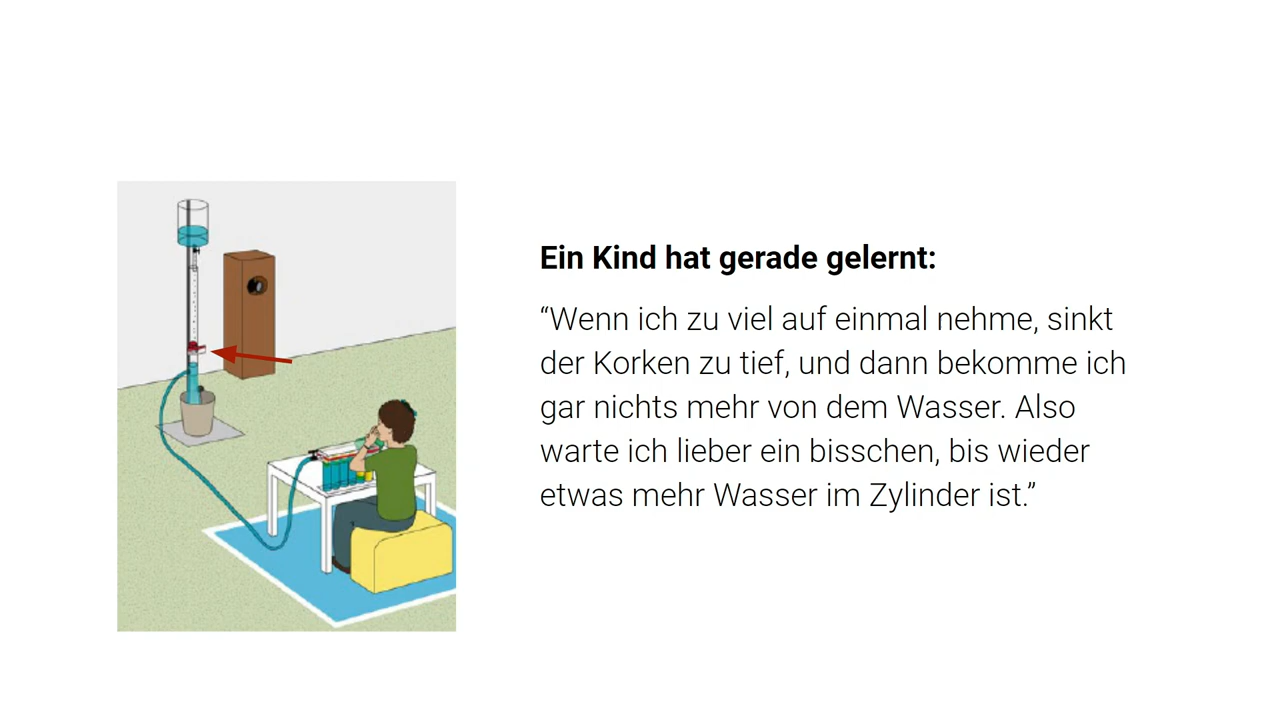 Ein Kind hat gerade gelernt:
“Wenn ich zu viel auf einmal nehme, sinkt
der Korken zu tief, und dann bekomme ich
gar nichts mehr von dem Wasser. Also
warte ich lieber ein bisschen, bis wieder
etwas mehr Wasser im Zylinder ist.”